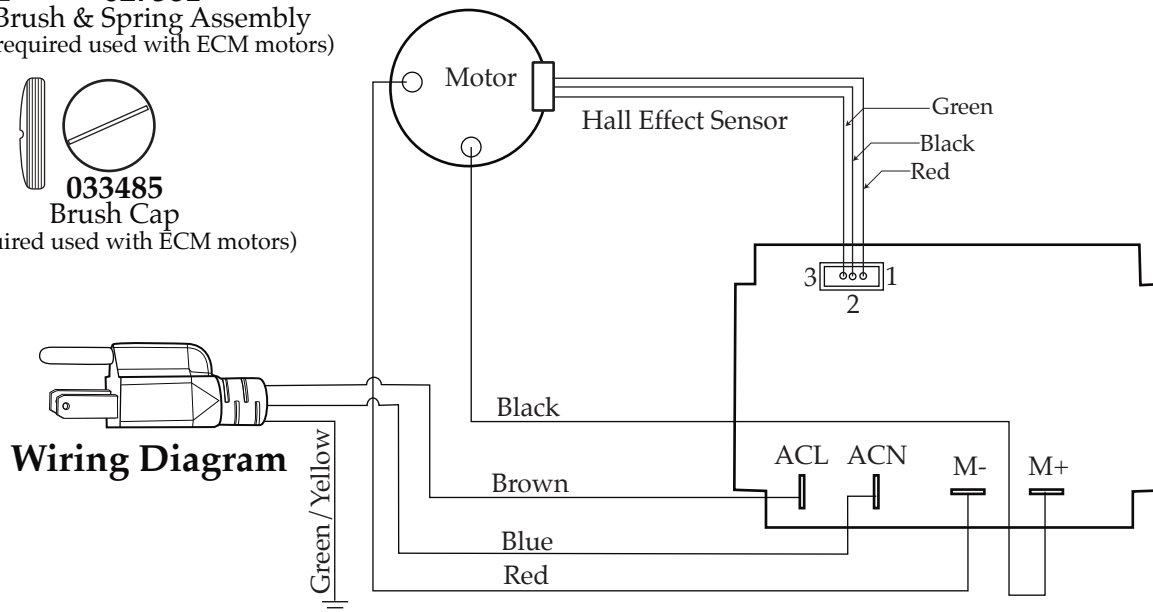 Brush & Spring Assembly
required used with ECM motors)
033485
Brush Cap
used with ECM motors)
Motor
Hall Effect Sensor
Green
Black
Red
3
1
2
Wiring Diagram
Green/Yellow
Black
Brown
Blue
Red
ACL
ACN
M-
M+